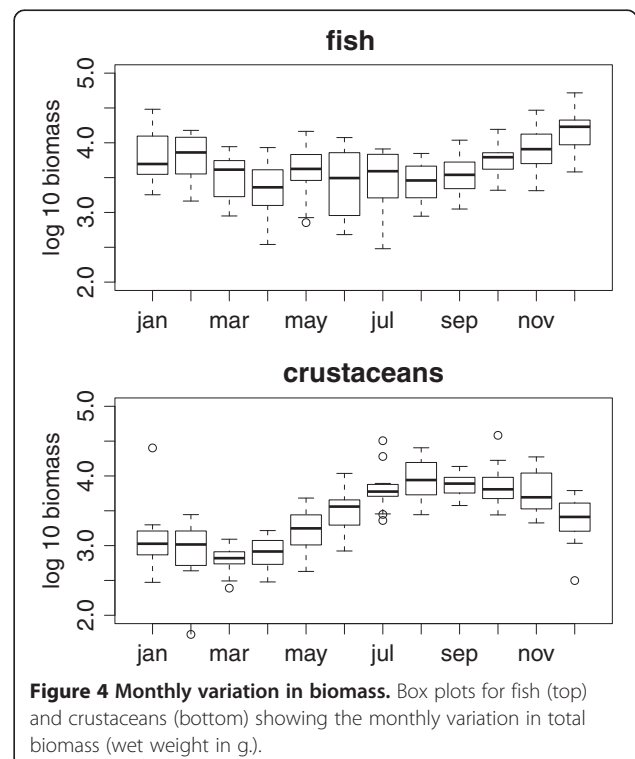 fish
log 10 biomass
5.0
4.0
3.0
2.0
jan mar may jul sep nov
crustaceans
log 10 biomass
5.0
4.0
3.0
2.0
jan mar may jul sep nov
Figure 4 Monthly variation in biomass. Box plots for fish (top)
and crustaceans (bottom) showing the monthly variation in total
biomass (wet weight in g.).